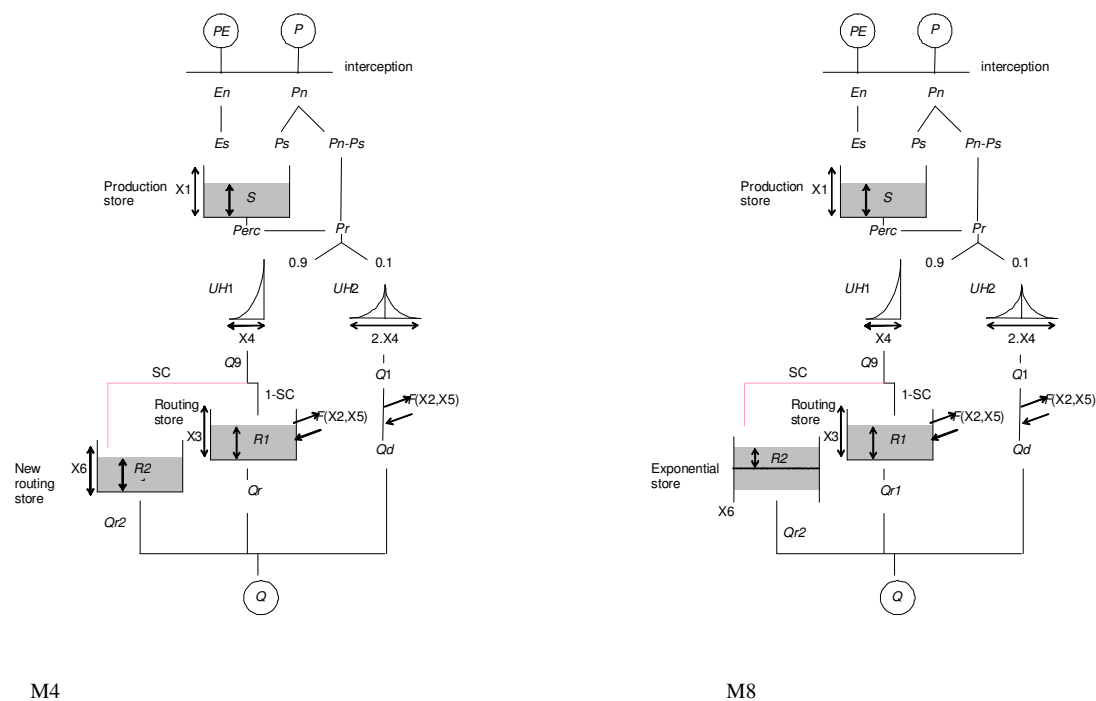 PE P
interception
En Pn
Es Ps Pn-Ps
Production
store
X1
S
Perc Pr
0.9 0.1
UH1 UH2
X4 2.X4
Q9
Q1
SC
1-SC
Routing
store
F(X2,X5)
X3
R1
Qd
New
routing
store
X6
R2
Qr
Qr2
Q
M4
PE P
interception
En Pn
Es Ps Pn-Ps
Production
store
X1
S
Perc Pr
0.9 0.1
UH1 UH2
X4 2.X4
Q9
Q1
SC
1-SC
Routing
store
F(X2,X5)
F(X2,X5)
X3
R1
Qd
Exponential
store
R2
X6
Qr1
Qr2
Q
M8